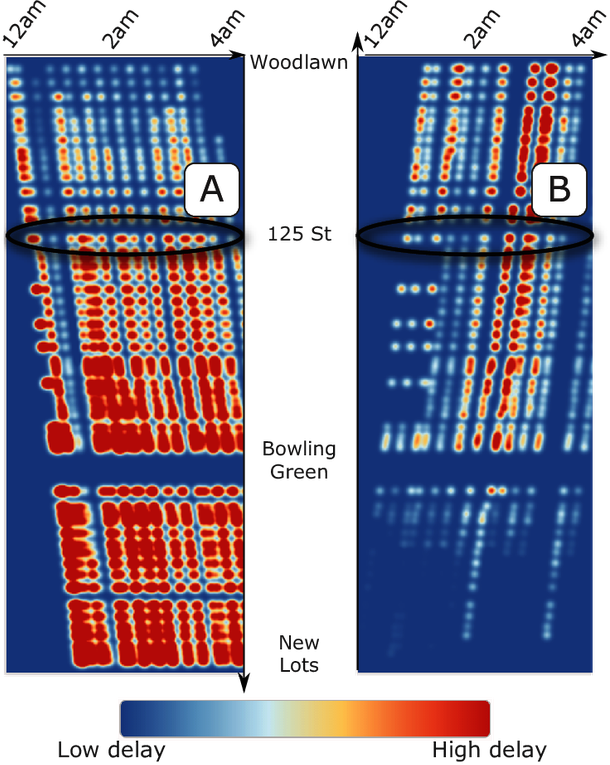 12am 2am 4am 12am 2am 4am
Woodlawn
A B
125 St
Bowling
Green
New
Lots
Low delay High delay